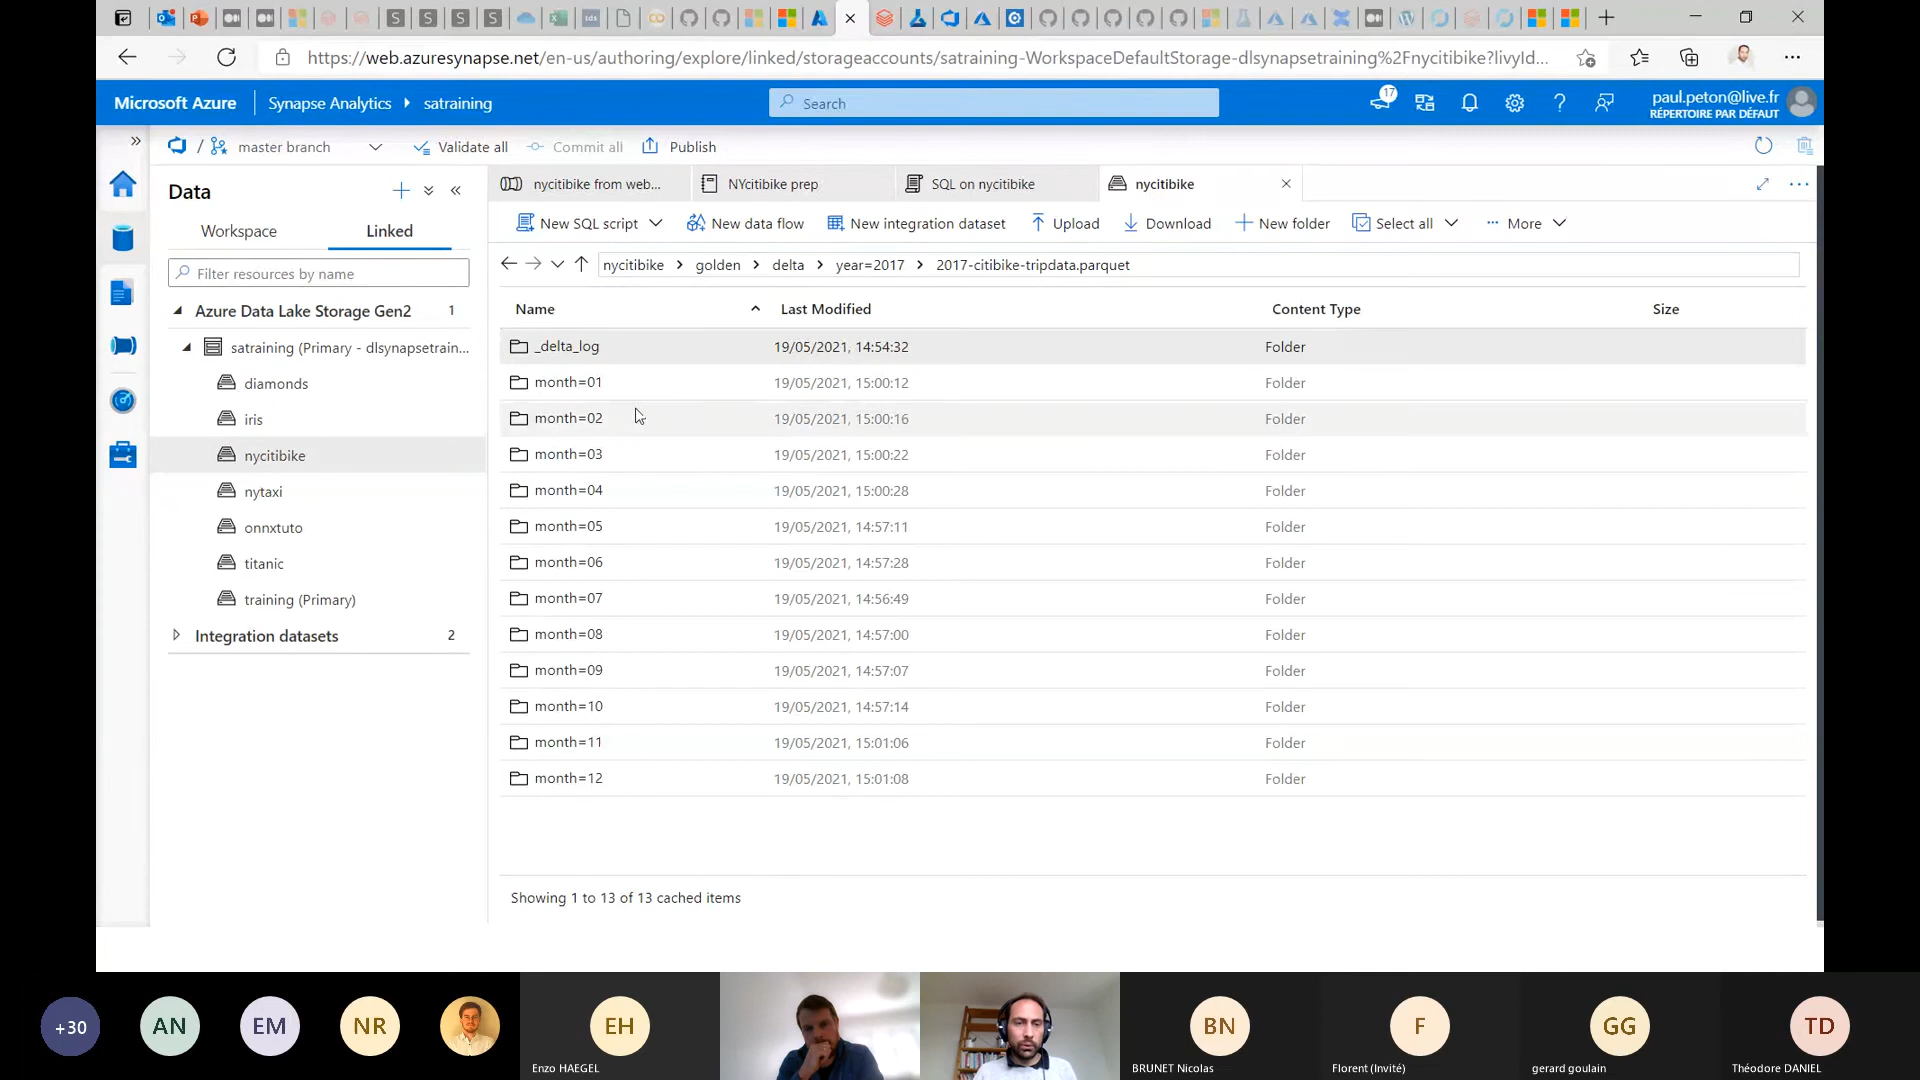 https://web.azuresynapse.net/en-us/authoring/explore/linked/storageaccounts/satraining-WorkspaceDefaultStorage-dlsynapsetraining%2Fnycitibike?livyId...
Microsoft Azure
Synapse Analytics
satraining
Search
17
paul.peton@live.fr
RÉPERTOIRE PAR DÉFAUT
/ master branch
Validate all
Commit all
Publish
Data
Workspace
Linked
Filter resources by name
Azure Data Lake Storage Gen2 1
satraining (Primary - dlsynapsetrain...
diamonds
iris
nycitibike
nytaxi
onnxtuto
titanic
training (Primary)
Integration datasets 2
nycitibike from web...
NYcitibike prep
SQL on nycitibike
nycitibike
New SQL script
New data flow
New integration dataset
Upload
Download
New folder
Select all
More
nycitibike > golden > delta > year=2017 > 2017-citibike-tripdata.parquet
Name Last Modified Content Type Size
_delta_log 19/05/2021, 14:54:32 Folder
month=01 19/05/2021, 15:00:12 Folder
month=02 19/05/2021, 15:00:16 Folder
month=03 19/05/2021, 15:00:22 Folder
month=04 19/05/2021, 15:00:28 Folder
month=05 19/05/2021, 14:57:11 Folder
month=06 19/05/2021, 14:57:28 Folder
month=07 19/05/2021, 14:56:49 Folder
month=08 19/05/2021, 14:57:00 Folder
month=09 19/05/2021, 14:57:07 Folder
month=10 19/05/2021, 14:57:14 Folder
month=11 19/05/2021, 15:01:06 Folder
month=12 19/05/2021, 15:01:08 Folder
Showing 1 to 13 of 13 cached items
+30
AN
EM
NR
EH
BN
F
GG
TD
Enzo HAEGEL
BRUNET Nicolas
Florent (Invité)
gerard goulain
Théodore DANIEL